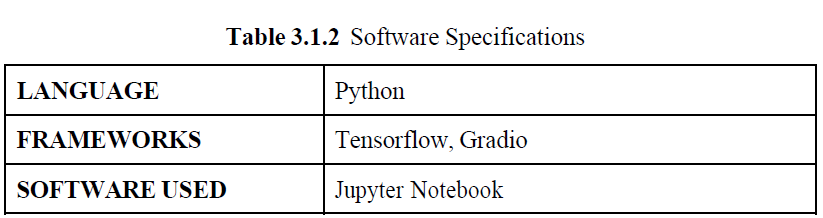 Table 3.1.2 Software Specifications
LANGUAGE Python
FRAMEWORKS Tensorflow, Gradio
SOFTWARE USED Jupyter Notebook